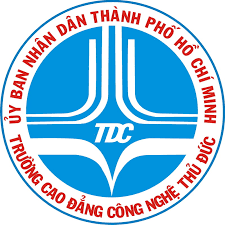 ỦY BAN NHÂN DÂN THÀNH PHỐ HỒ CHÍ MINH
TDC
TRƯỜNG CAO ĐẲNG CÔNG NGHỆ THỦ ĐỨC